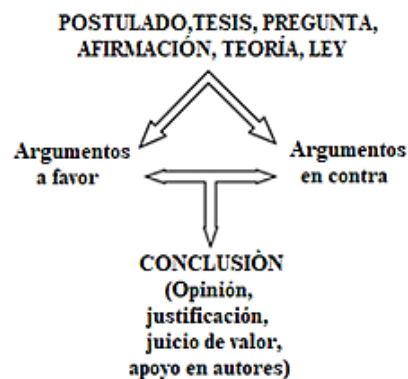 POSTULADO,TESIS, PREGUNTA,
AFIRMACIÓN, TEORÍA, LEY
Argumentos
a favor
Argumentos
en contra
CONCLUSIÒN
(Opinión,
justificación,
juicio de valor,
apoyo en autores)